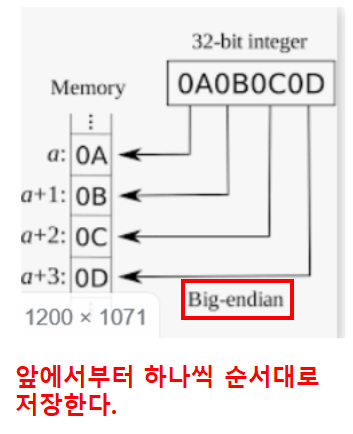 32-bit integer
0A0B0C0D
Memory
⋮
a: 0A
a+1: 0B
a+2: 0C
a+3: 0D
⋮
Big-endian
1200 × 1071
앞에서부터 하나씩 순서대로
저장한다.